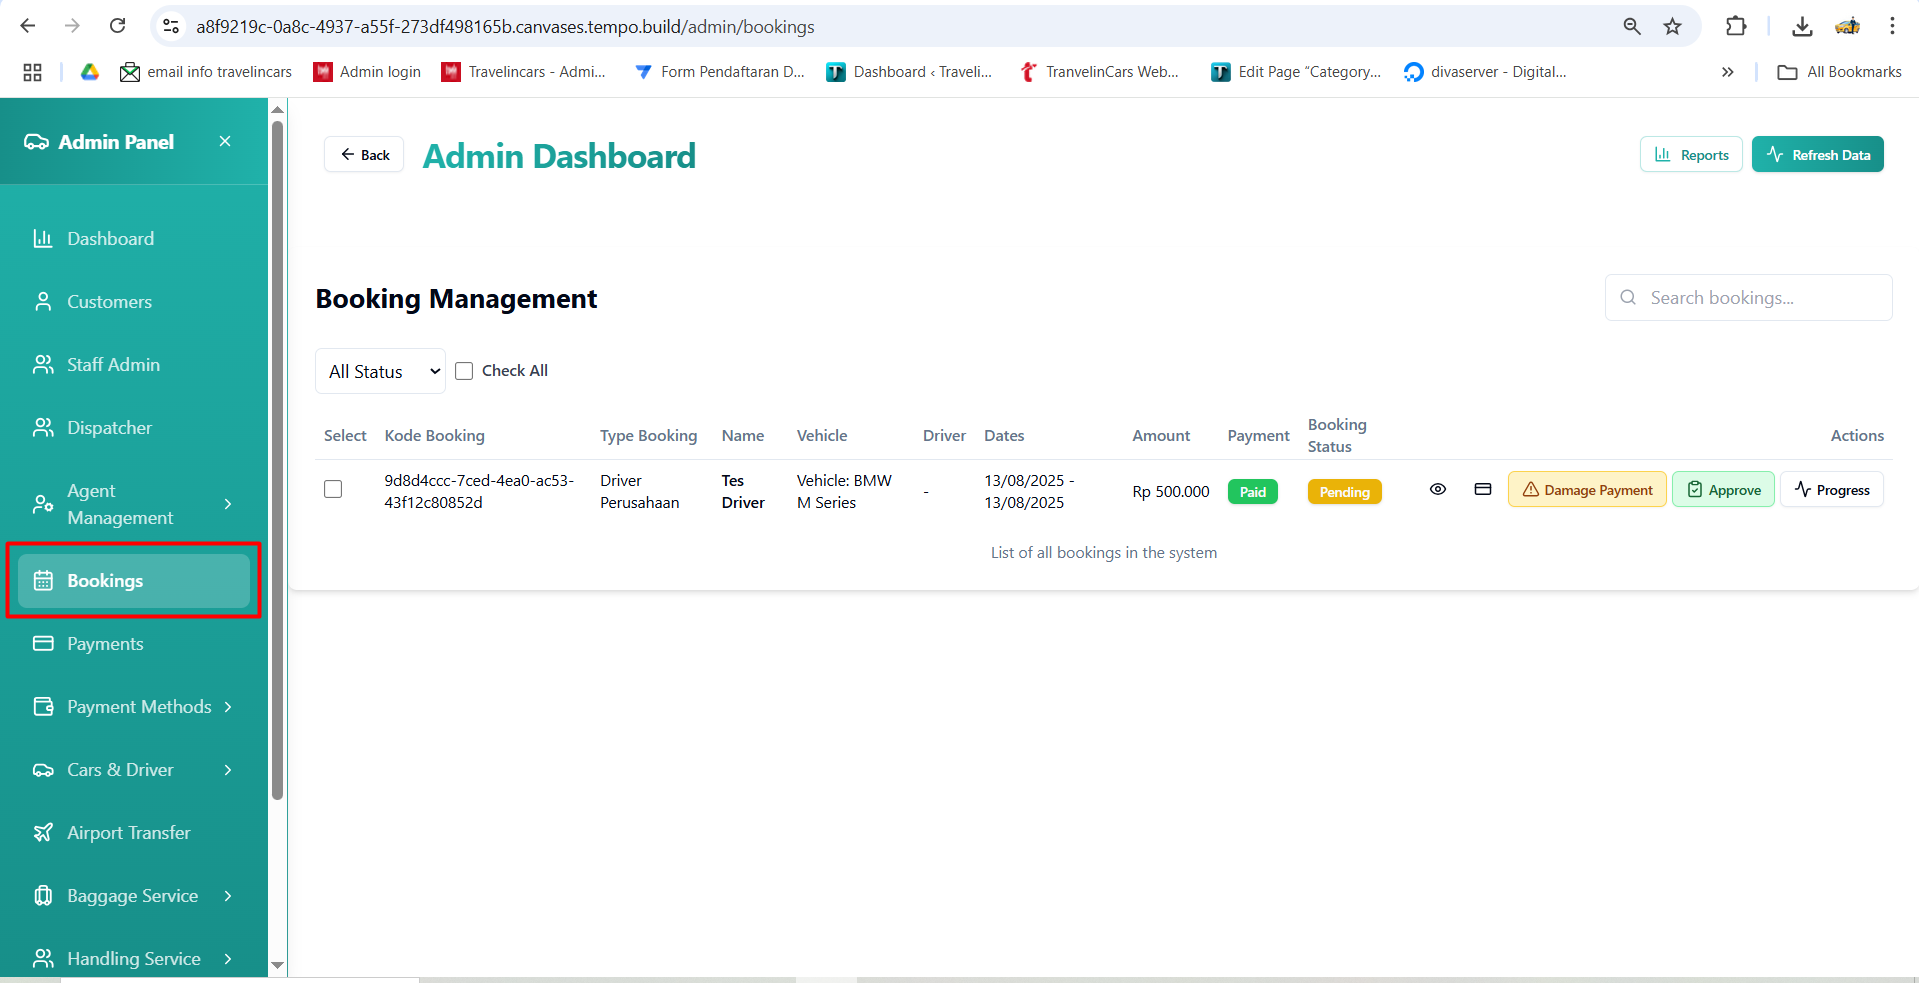 a8f9219c-0a8c-4937-a55f-273df498165b.canvases.tempo.build/admin/bookings
email info travelincars
Admin login
Travelincars - Admi...
Form Pendaftaran D...
Dashboard ‹ Traveli...
TranvelinCars Web...
Edit Page “Category...
divaserver - Digital...
»
All Bookmarks
Admin Panel
Dashboard
Customers
Staff Admin
Dispatcher
Agent
Management
Bookings
Payments
Payment Methods
Cars & Driver
Airport Transfer
Baggage Service
Handling Service
Back
Admin Dashboard
Reports
Refresh Data
Booking Management
Search bookings...
All Status
Check All
Select Kode Booking Type Booking Name Vehicle Driver Dates Amount Payment Booking Status Actions
9d8d4ccc-7ced-4ea0-ac53-
43f12c80852d
Driver
Perusahaan
Tes
Driver
Vehicle: BMW
M Series
-
13/08/2025 -
13/08/2025
Rp 500.000
Paid
Pending
Damage Payment
Approve
Progress
List of all bookings in the system